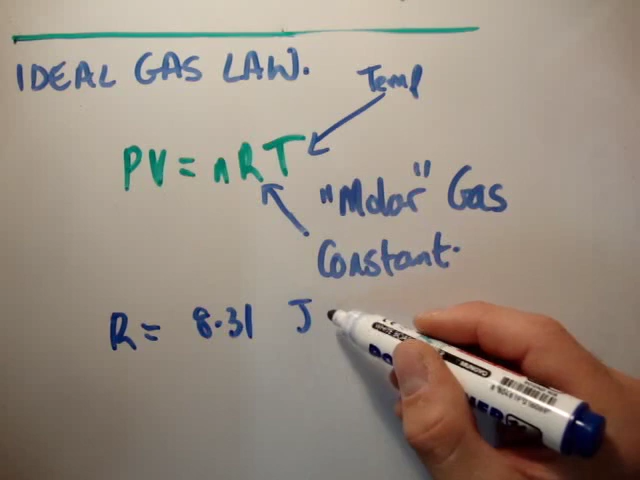 IDEAL GAS LAW.
Temp
PV = nRT
"Molar" Gas
Constant.
R = 8.31 J